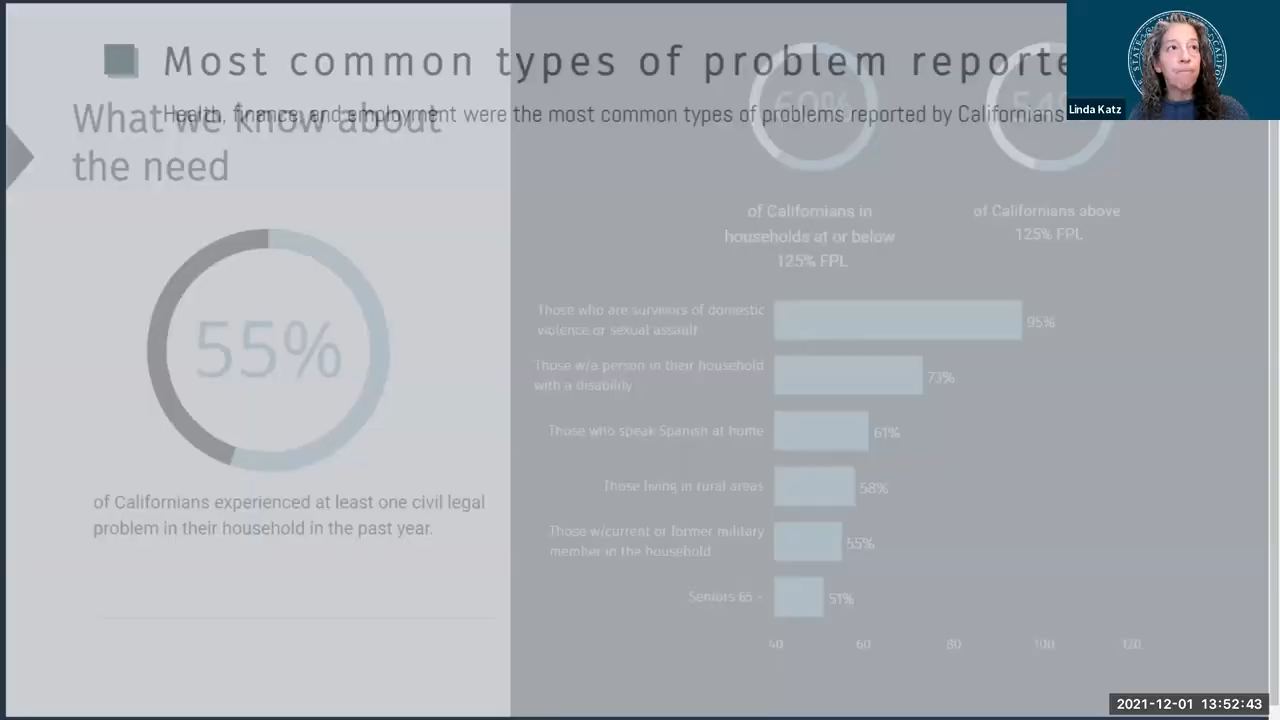 Most common types of problem reporte
Health, finance, and employment were the most common types of problems reported by Californians
What we know about
the need
60%
54%
Linda Katz
of Californians in
households at or below
125% FPL
of Californians above
125% FPL
55%
of Californians experienced at least one civil legal
problem in their household in the past year.
Those who are survivors of domestic
violence or sexual assault
95%
Those w/a person in their household
with a disability
73%
Those who speak Spanish at home
61%
Those living in rural areas
58%
Those w/current or former military
member in the household
55%
Seniors 65 +
51%
40 60 80 100 120
2021-12-01 13:52:43